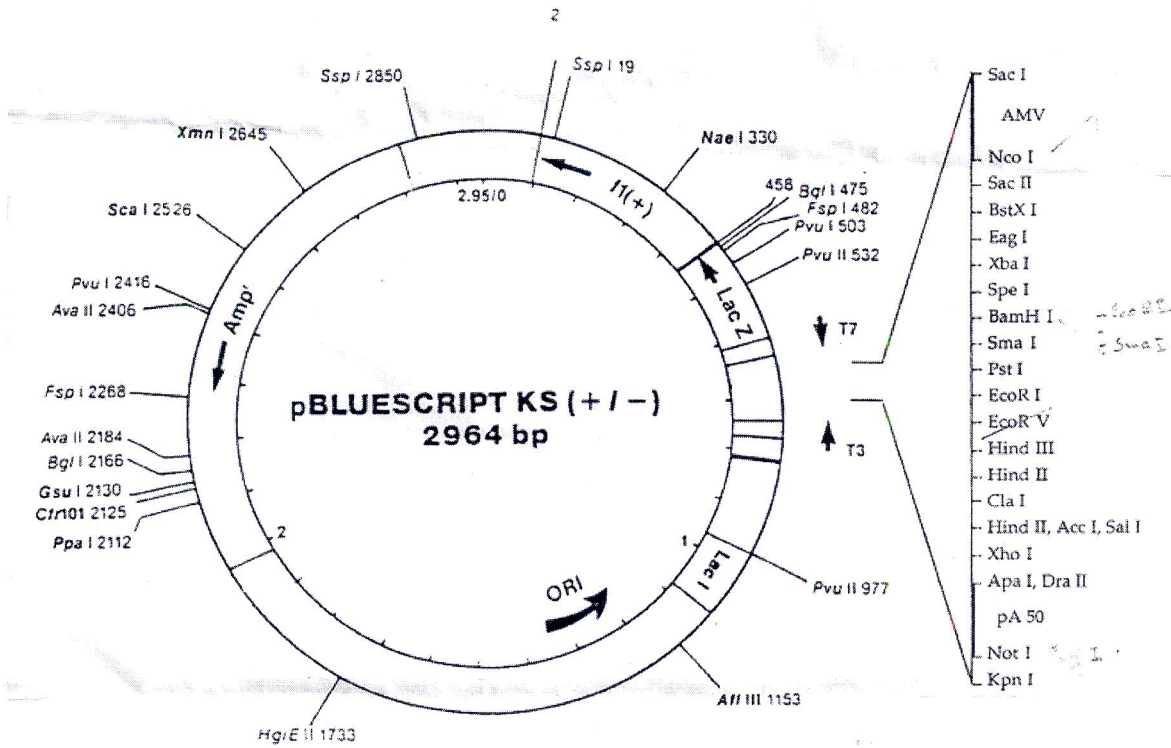 2
Ssp I 19
Ssp I 2850
Xmn I 2645
Nae I 330
Sca I 2526
2.95/0
f1(+)
458
Bgl I 475
Fsp I 482
Pvu I 503
Pvu II 532
Pvu I 2416
Ava II 2406
Ampʳ
Lac Z
T7
Fsp I 2268
pBLUESCRIPT KS (+/−)
2964 bp
Ava II 2184
Bgl I 2166
Gsu I 2130
Cfr101 2125
Ppa I 2112
T3
2
1
Lac I
Pvu II 977
ORI
Afl III 1153
HgiE II 1733
Sac I
AMV
Nco I
Sac II
BstX I
Eag I
Xba I
Spe I
BamH I
Sma I
SmaI
Pst I
EcoR I
EcoR V
Hind III
Hind II
Cla I
Hind II, Acc I, Sal I
Xho I
Apa I, Dra II
pA 50
Not I
Kpn I